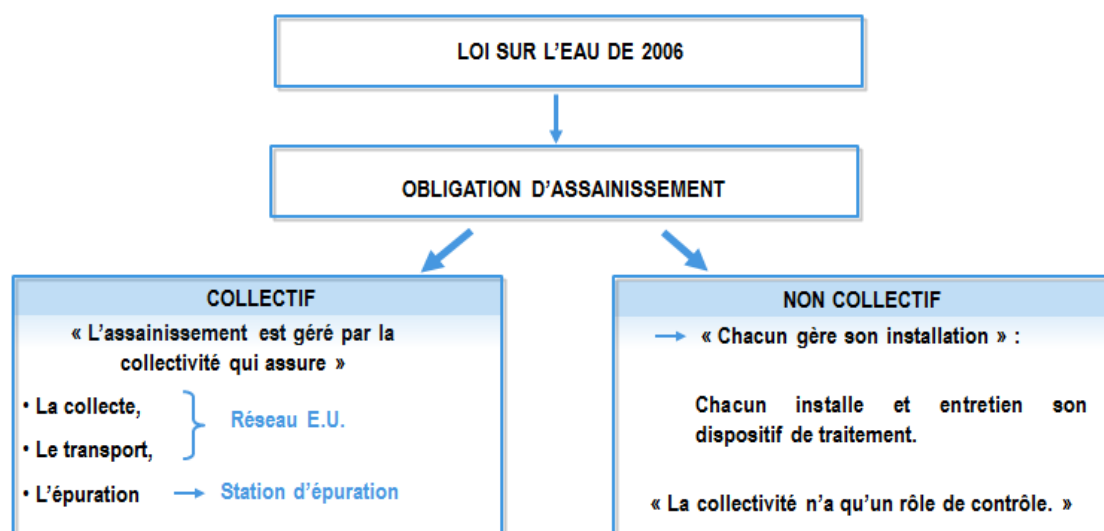 LOI SUR L'EAU DE 2006
OBLIGATION D'ASSAINISSEMENT
COLLECTIF
« L'assainissement est géré par la
collectivité qui assure »
• La collecte,
• Le transport,
Réseau E.U.
• L'épuration → Station d'épuration
NON COLLECTIF
→ « Chacun gère son installation » :
Chacun installe et entretien son
dispositif de traitement.
« La collectivité n'a qu'un rôle de contrôle. »